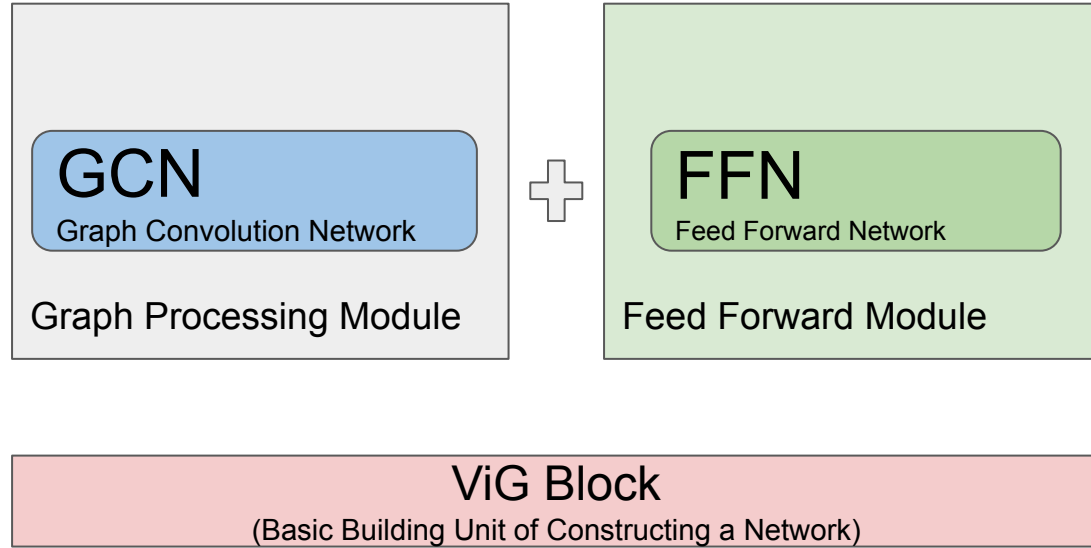 GCN
Graph Convolution Network
Graph Processing Module
FFN
Feed Forward Network
Feed Forward Module
ViG Block
(Basic Building Unit of Constructing a Network)